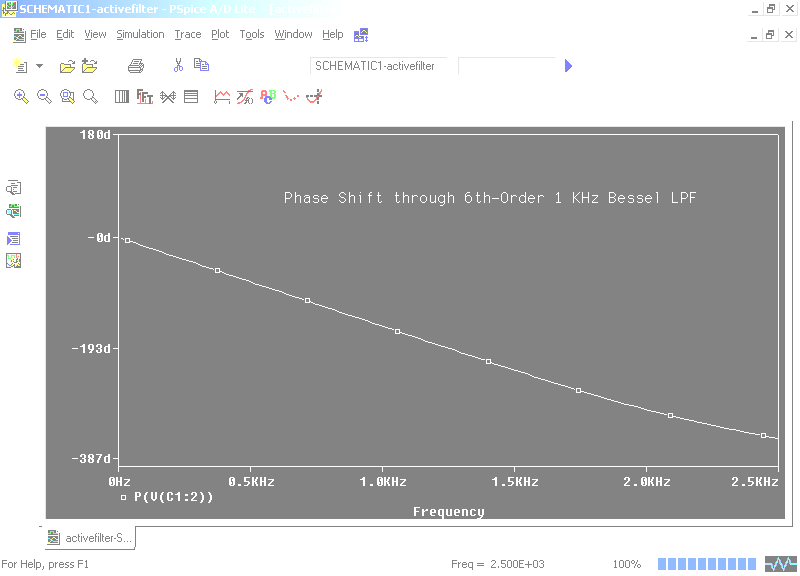 SCHEMATIC1-activefilter - PSpice A/D Lite - [activefilter
File Edit View Simulation Trace Plot Tools Window Help
SCHEMATIC1-activefilter
FFT
180d
Phase Shift through 6th-Order 1 KHz Bessel LPF
-0d
-193d
-387d
0Hz 0.5KHz 1.0KHz 1.5KHz 2.0KHz 2.5KHz
P(V(C1:2))
Frequency
activefilter-S...
For Help, press F1 Freq = 2.500E+03 100%